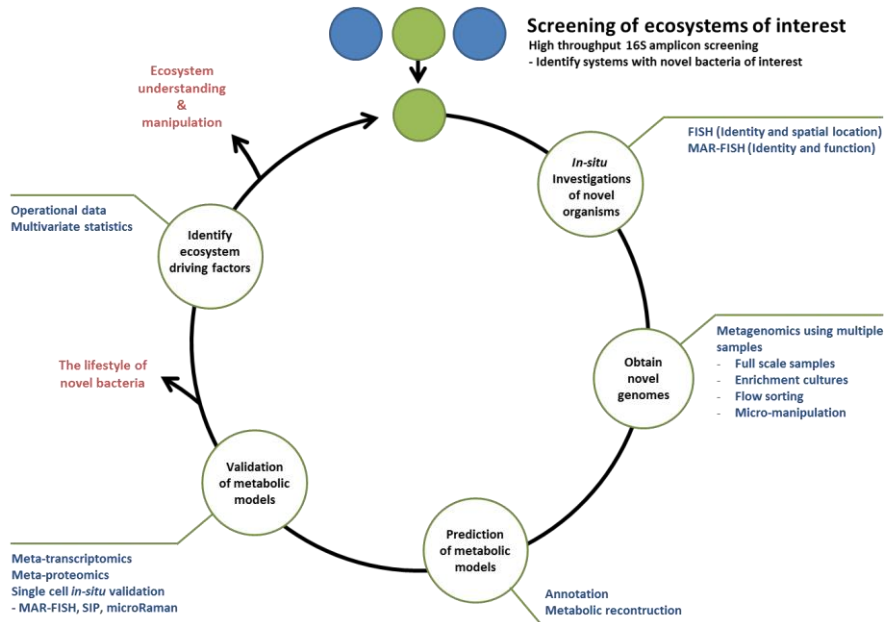 Screening of ecosystems of interest
High throughput 16S amplicon screening
- Identify systems with novel bacteria of interest
Ecosystem
understanding
&
manipulation
FISH (Identity and spatial location)
MAR-FISH (Identity and function)
In-situ
Investigations
of novel
organisms
Operational data
Multivariate statistics
Identify
ecosystem
driving factors
Metagenomics using multiple
samples
- Full scale samples
- Enrichment cultures
- Flow sorting
- Micro-manipulation
Obtain
novel
genomes
The lifestyle of
novel bacteria
Validation
of metabolic
models
Prediction
of metabolic
models
Meta-transcriptomics
Meta-proteomics
Single cell in-situ validation
- MAR-FISH, SIP, microRaman
Annotation
Metabolic recontruction